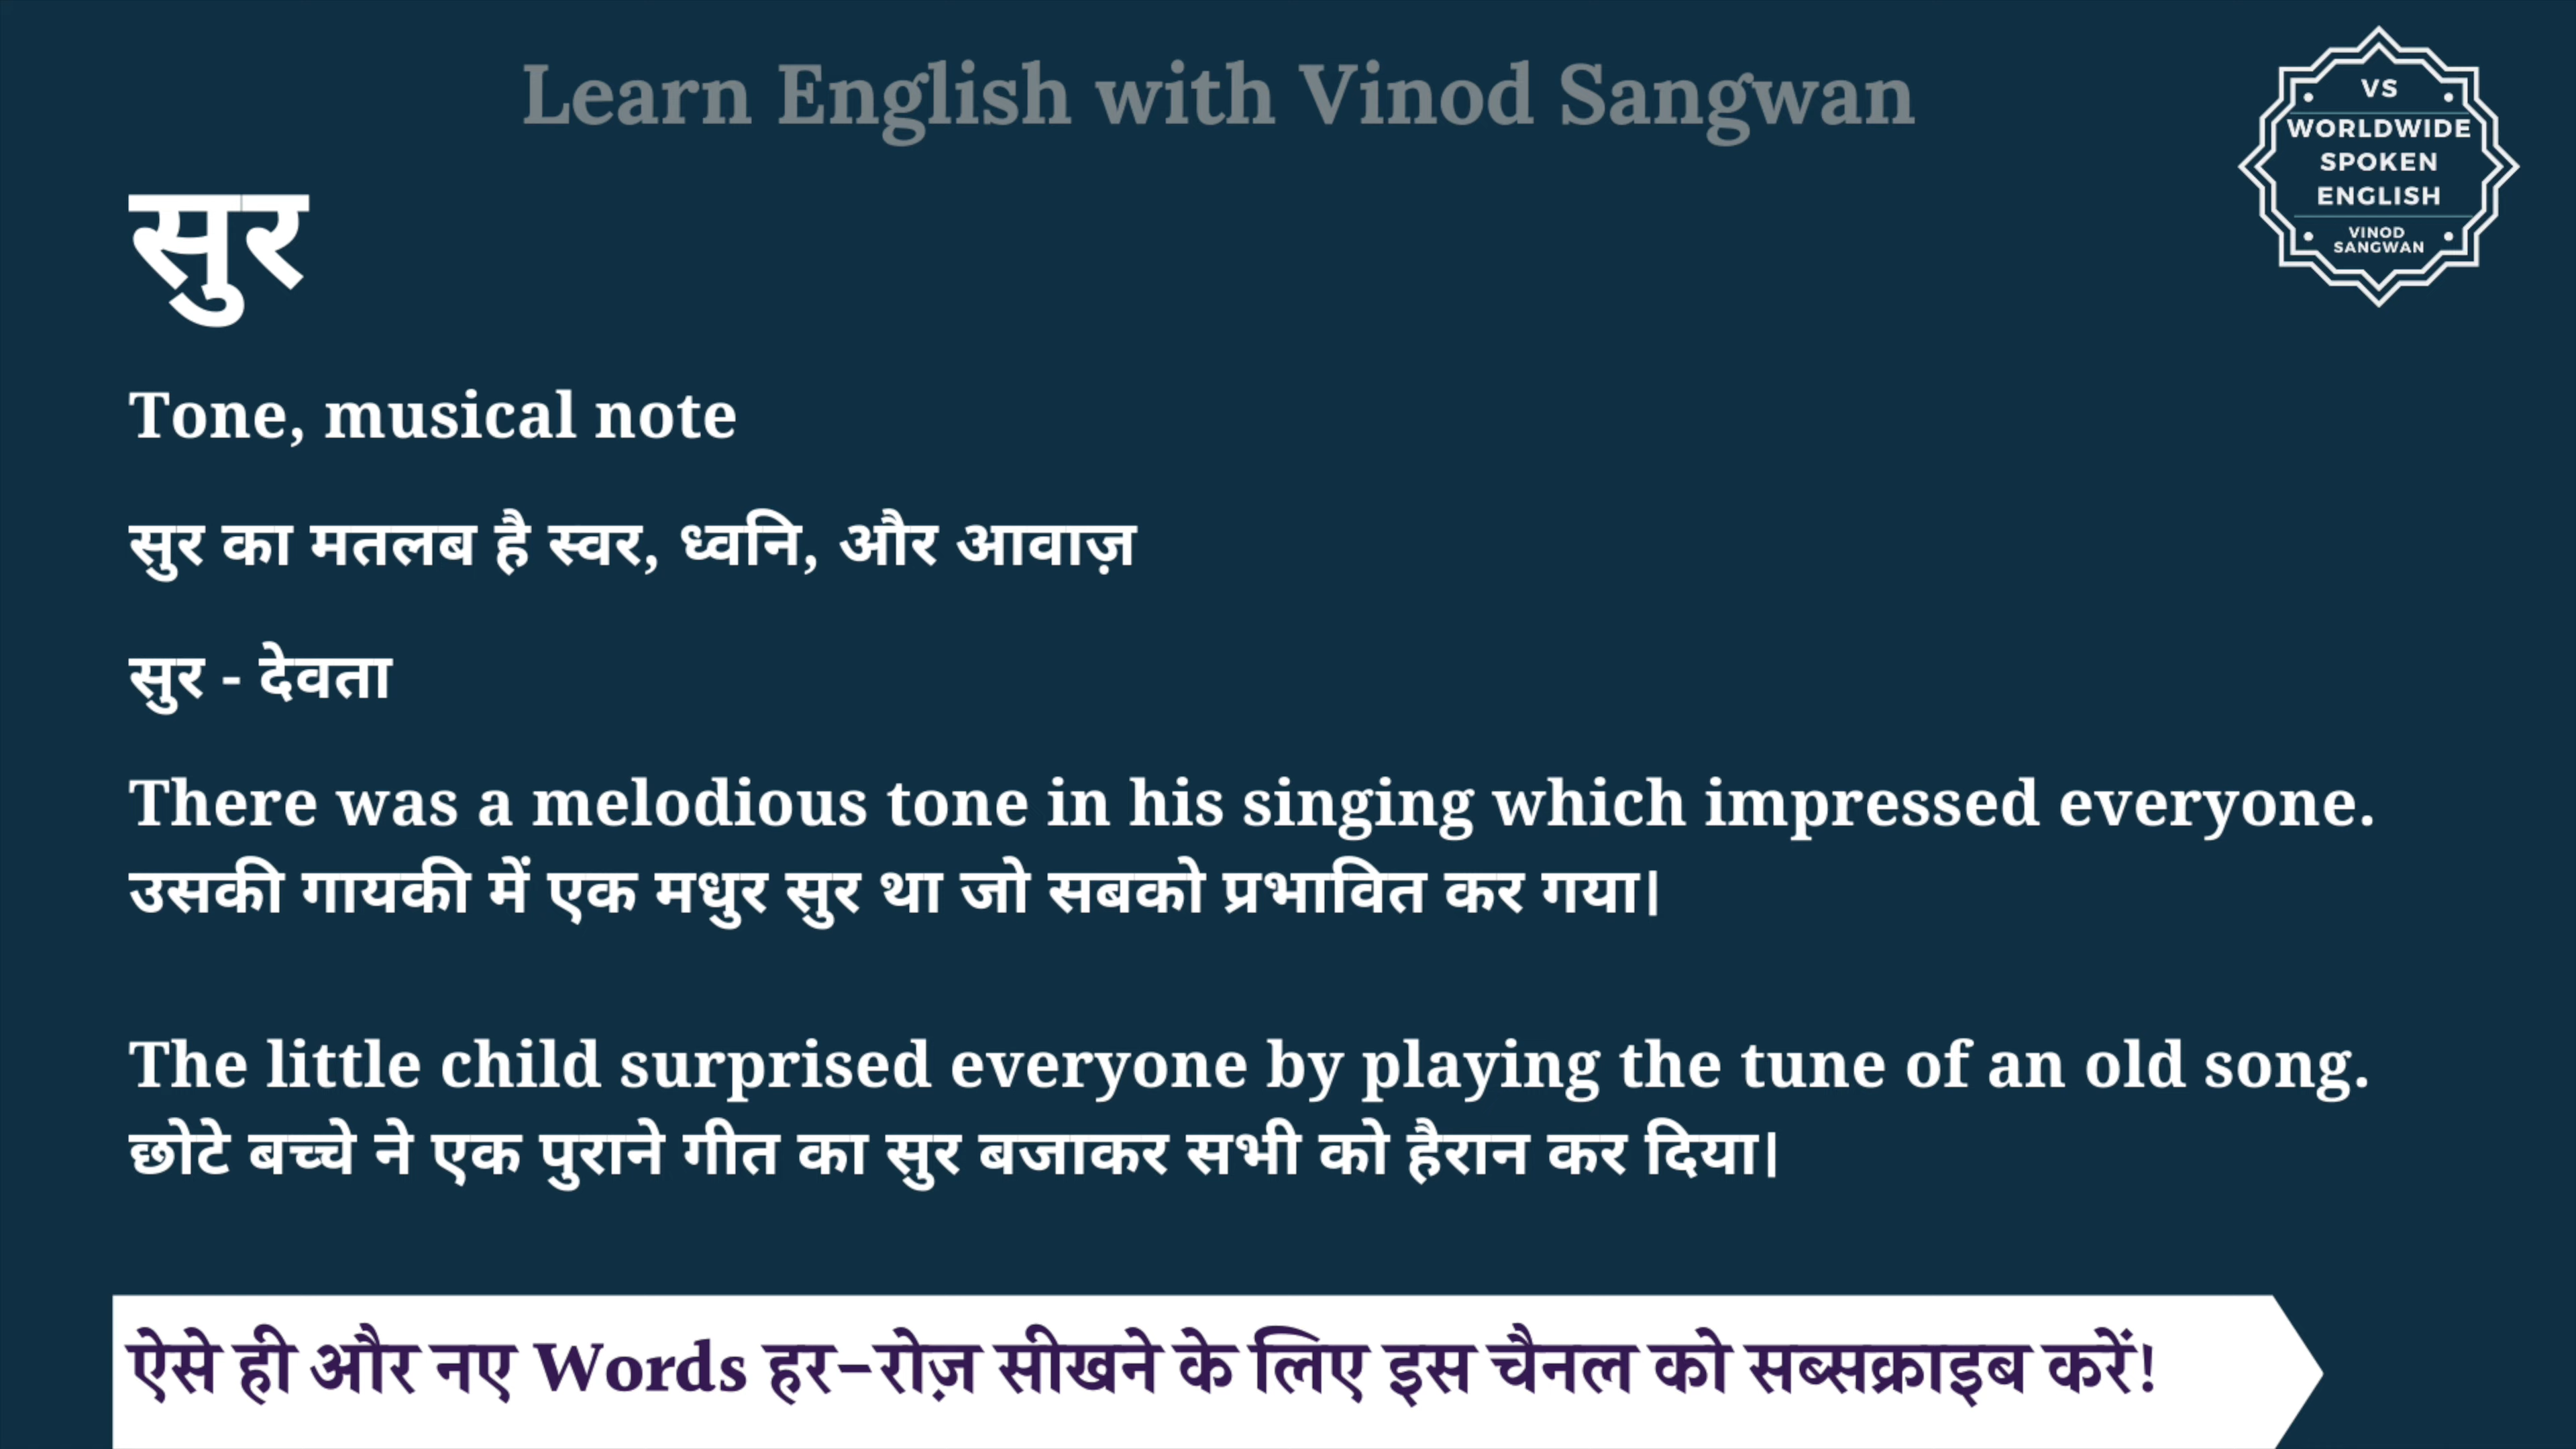 Learn English with Vinod Sangwan
VS
WORLDWIDE
SPOKEN
ENGLISH
VINOD
SANGWAN
सुर
Tone, musical note
सुर का मतलब है स्वर, ध्वनि, और आवाज़
सुर - देवता
There was a melodious tone in his singing which impressed everyone.
उसकी गायकी में एक मधुर सुर था जो सबको प्रभावित कर गया।
The little child surprised everyone by playing the tune of an old song.
छोटे बच्चे ने एक पुराने गीत का सुर बजाकर सभी को हैरान कर दिया।
ऐसे ही और नए Words हर-रोज़ सीखने के लिए इस चैनल को सब्सक्राइब करें!